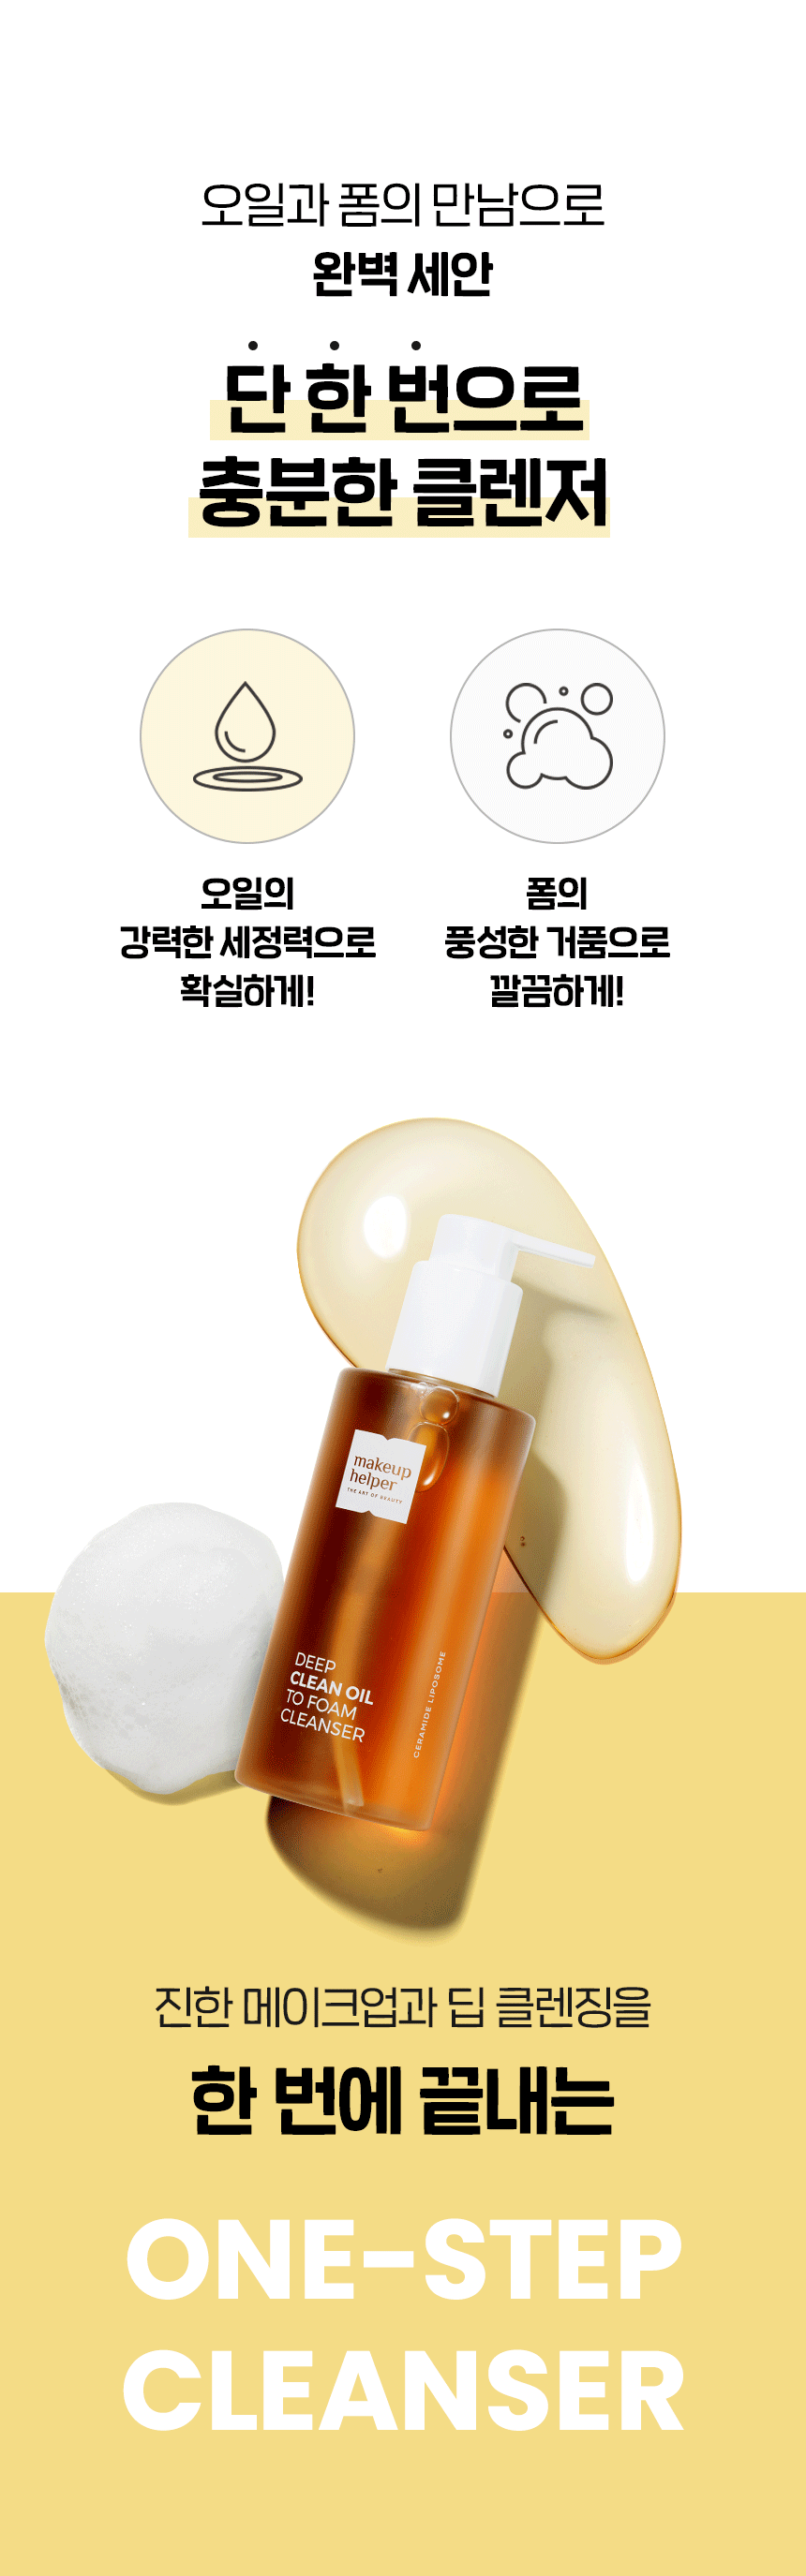 오일과 폼의 만남으로
완벽 세안
단 한 번으로
충분한 클렌저
오일의
강력한 세정력으로
확실하게!
폼의
풍성한 거품으로
깔끔하게!
makeup
helper
THE ART OF BEAUTY
DEEP
CLEAN OIL
TO FOAM
CLEANSER
CERAMIDE LIPOSOME
진한 메이크업과 딥 클렌징을
한 번에 끝내는
ONE-STEP
CLEANSER